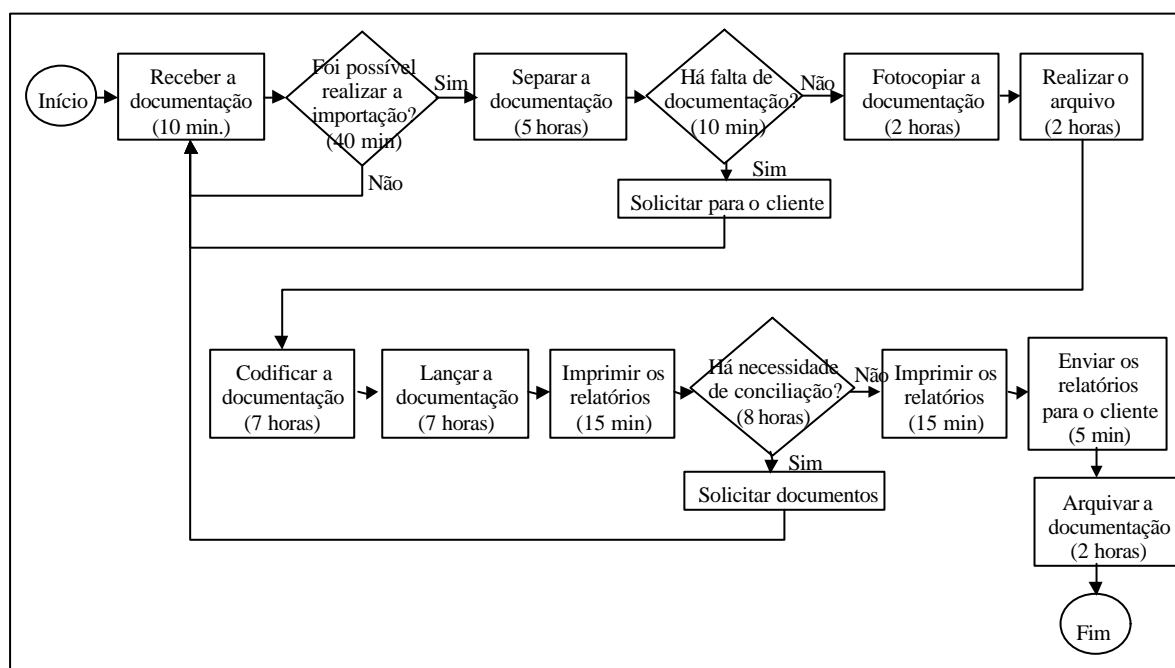 Início
Receber a
documentação
(10 min.)
Foi possível
realizar a
importação?
(40 min)
Sim
Não
Separar a
documentação
(5 horas)
Há falta de
documentação?
(10 min)
Não
Sim
Solicitar para o cliente
Fotocopiar a
documentação
(2 horas)
Realizar o
arquivo
(2 horas)
Codificar a
documentação
(7 horas)
Lançar a
documentação
(7 horas)
Imprimir os
relatórios
(15 min)
Há necessidade
de conciliação?
(8 horas)
Não
Sim
Solicitar documentos
Imprimir os
relatórios
(15 min)
Enviar os
relatórios
para o cliente
(5 min)
Arquivar a
documentação
(2 horas)
Fim